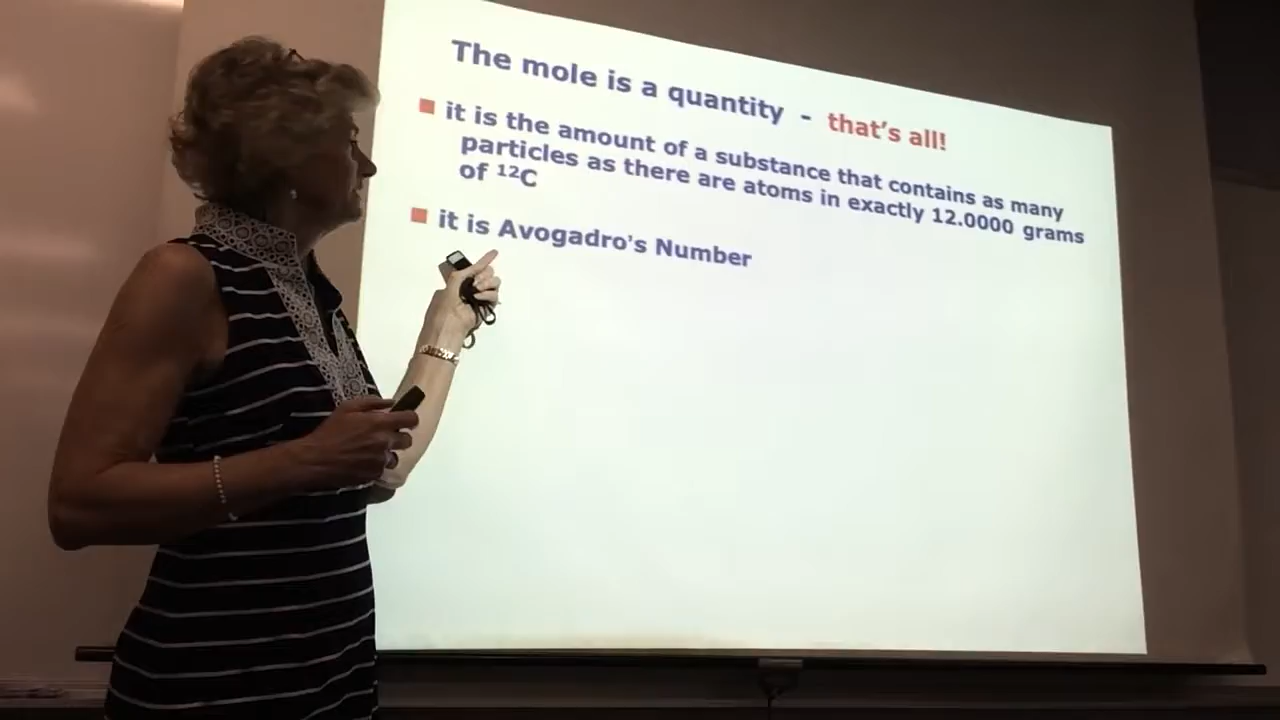 The mole is a quantity - that's all!
it is the amount of a substance that contains as many
particles as there are atoms in exactly 12.0000 grams
of ¹²C
it is Avogadro's Number